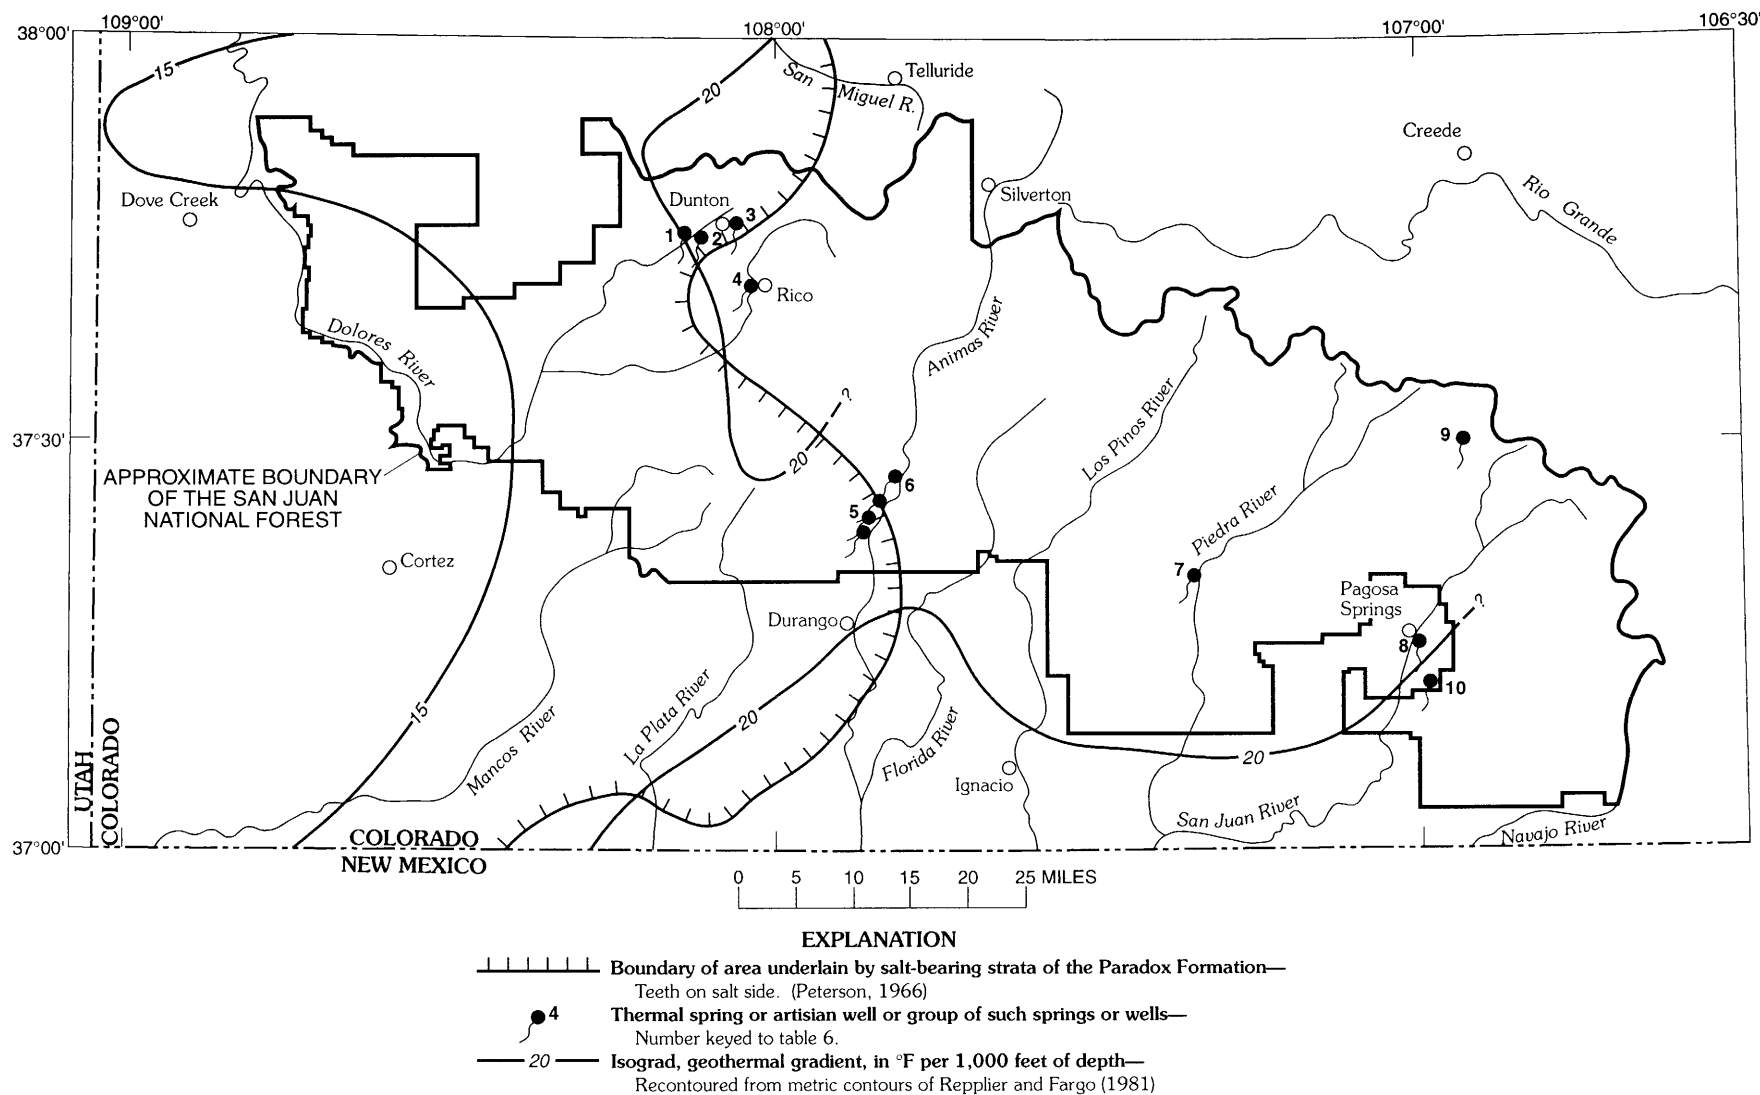 109°00'
108°00'
107°00'
106°30'
38°00'
15
20
San
Miguel R.
Telluride
Creede
Dove Creek
Dunton
3
Silverton
Rio Grande
1
2
4
Rico
Dolores River
Animas River
?
37°30'
Los Pinos River
9
20
APPROXIMATE BOUNDARY
OF THE SAN JUAN
NATIONAL FOREST
6
5
Piedra River
Cortez
7
Pagosa
Springs
?
Durango
8
10
La Plata River
15
20
Mancos River
Florida River
20
Ignacio
UTAH
COLORADO
San Juan River
Navajo River
37°00'
COLORADO
NEW MEXICO
0 5 10 15 20 25 MILES
EXPLANATION
Boundary of area underlain by salt-bearing strata of the Paradox Formation—
Teeth on salt side. (Peterson, 1966)
4 Thermal spring or artisian well or group of such springs or wells—
Number keyed to table 6.
20 Isograd, geothermal gradient, in °F per 1,000 feet of depth—
Recontoured from metric contours of Repplier and Fargo (1981)